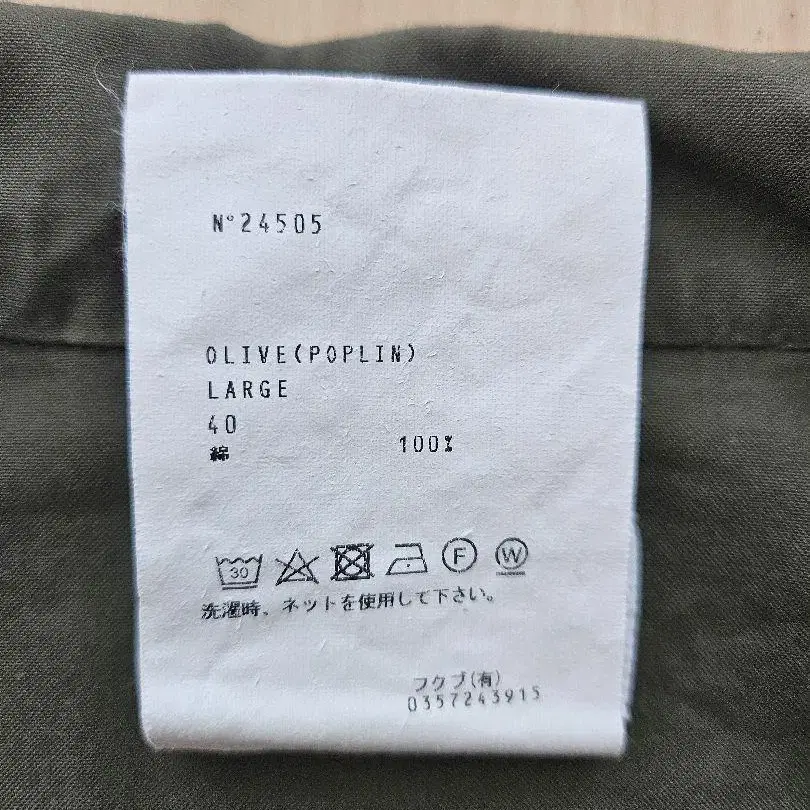 N°24505
OLIVE(POPLIN)
LARGE
40
綿 100%
30 F W
洗濯時、ネットを使用して下さい。
フクブ(有)
0357243915